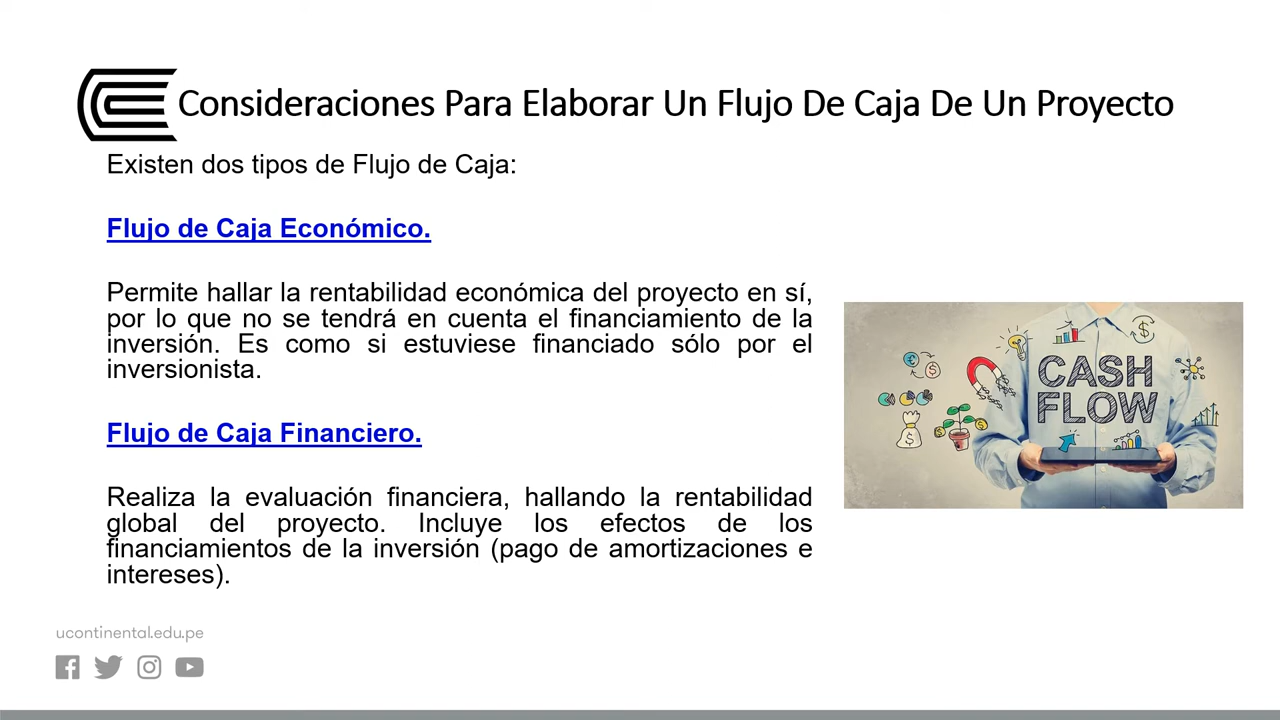 Consideraciones Para Elaborar Un Flujo De Caja De Un Proyecto
Existen dos tipos de Flujo de Caja:
Flujo de Caja Económico.
Permite hallar la rentabilidad económica del proyecto en sí,
por lo que no se tendrá en cuenta el financiamiento de la
inversión. Es como si estuviese financiado sólo por el
inversionista.
CASH
FLOW
Flujo de Caja Financiero.
Realiza la evaluación financiera, hallando la rentabilidad
global del proyecto. Incluye los efectos de los
financiamientos de la inversión (pago de amortizaciones e
intereses).
ucontinental.edu.pe